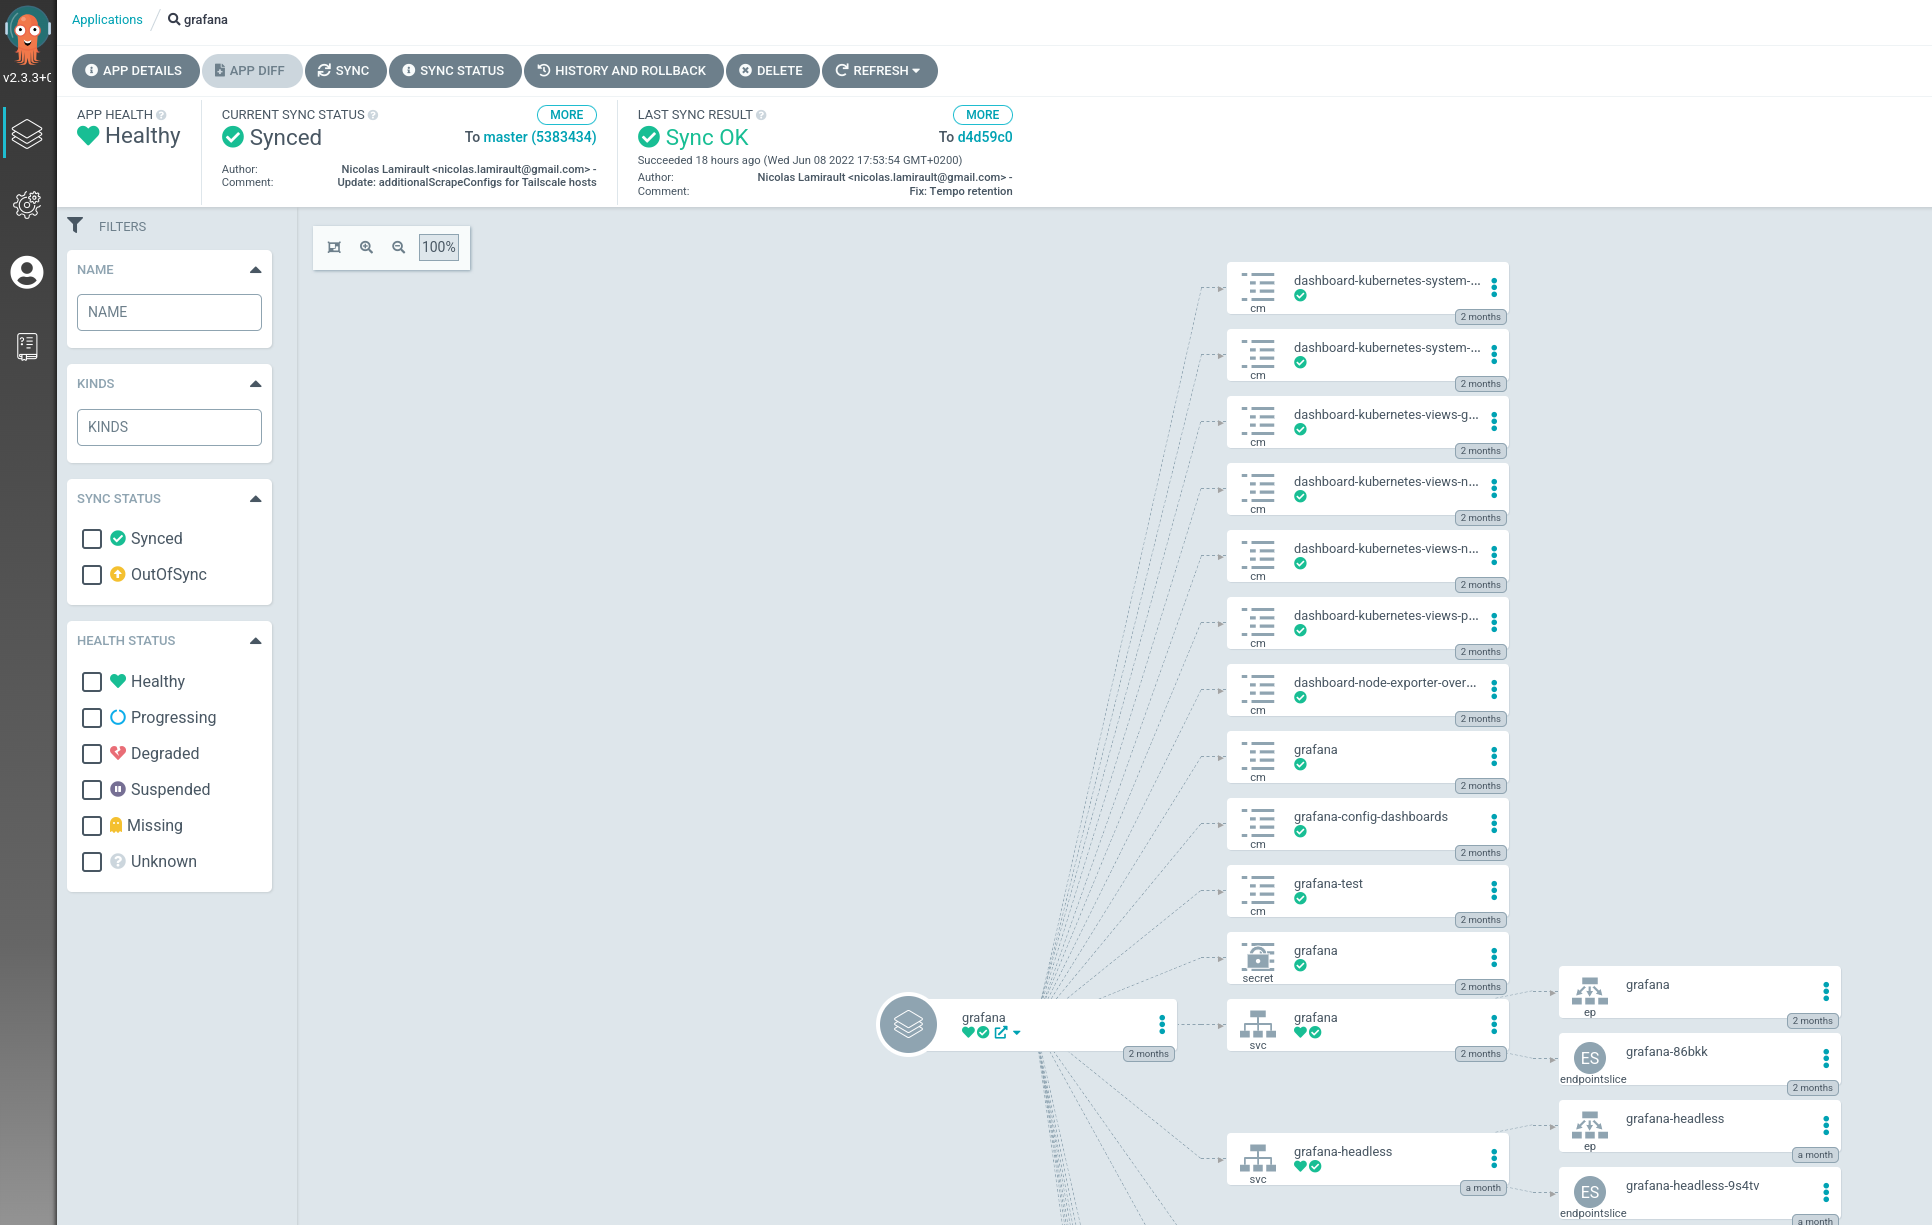 Applications / grafana
v2.3.3+
APP DETAILS APP DIFF SYNC SYNC STATUS HISTORY AND ROLLBACK DELETE REFRESH
APP HEALTH
Healthy
CURRENT SYNC STATUS MORE
Synced To master (5383434)
Author: Nicolas Lamirault <nicolas.lamirault@gmail.com> -
Comment: Update: additionalScrapeConfigs for Tailscale hosts
LAST SYNC RESULT MORE
Sync OK To d4d59c0
Succeeded 18 hours ago (Wed Jun 08 2022 17:53:54 GMT+0200)
Author: Nicolas Lamirault <nicolas.lamirault@gmail.com> -
Comment: Fix: Tempo retention
FILTERS
NAME
NAME
KINDS
KINDS
SYNC STATUS
Synced
OutOfSync
HEALTH STATUS
Healthy
Progressing
Degraded
Suspended
Missing
Unknown
100%
dashboard-kubernetes-system-...
cm
2 months
dashboard-kubernetes-system-...
cm
2 months
dashboard-kubernetes-views-g...
cm
2 months
dashboard-kubernetes-views-n...
cm
2 months
dashboard-kubernetes-views-n...
cm
2 months
dashboard-kubernetes-views-p...
cm
2 months
dashboard-node-exporter-over...
cm
2 months
grafana
cm
2 months
grafana-config-dashboards
cm
2 months
grafana-test
cm
2 months
grafana
secret
2 months
grafana
2 months
grafana
svc
2 months
grafana-headless
svc
a month
grafana
ep
2 months
ES
grafana-86bkk
endpointslice
2 months
grafana-headless
ep
a month
ES
grafana-headless-9s4tv
endpointslice
a month